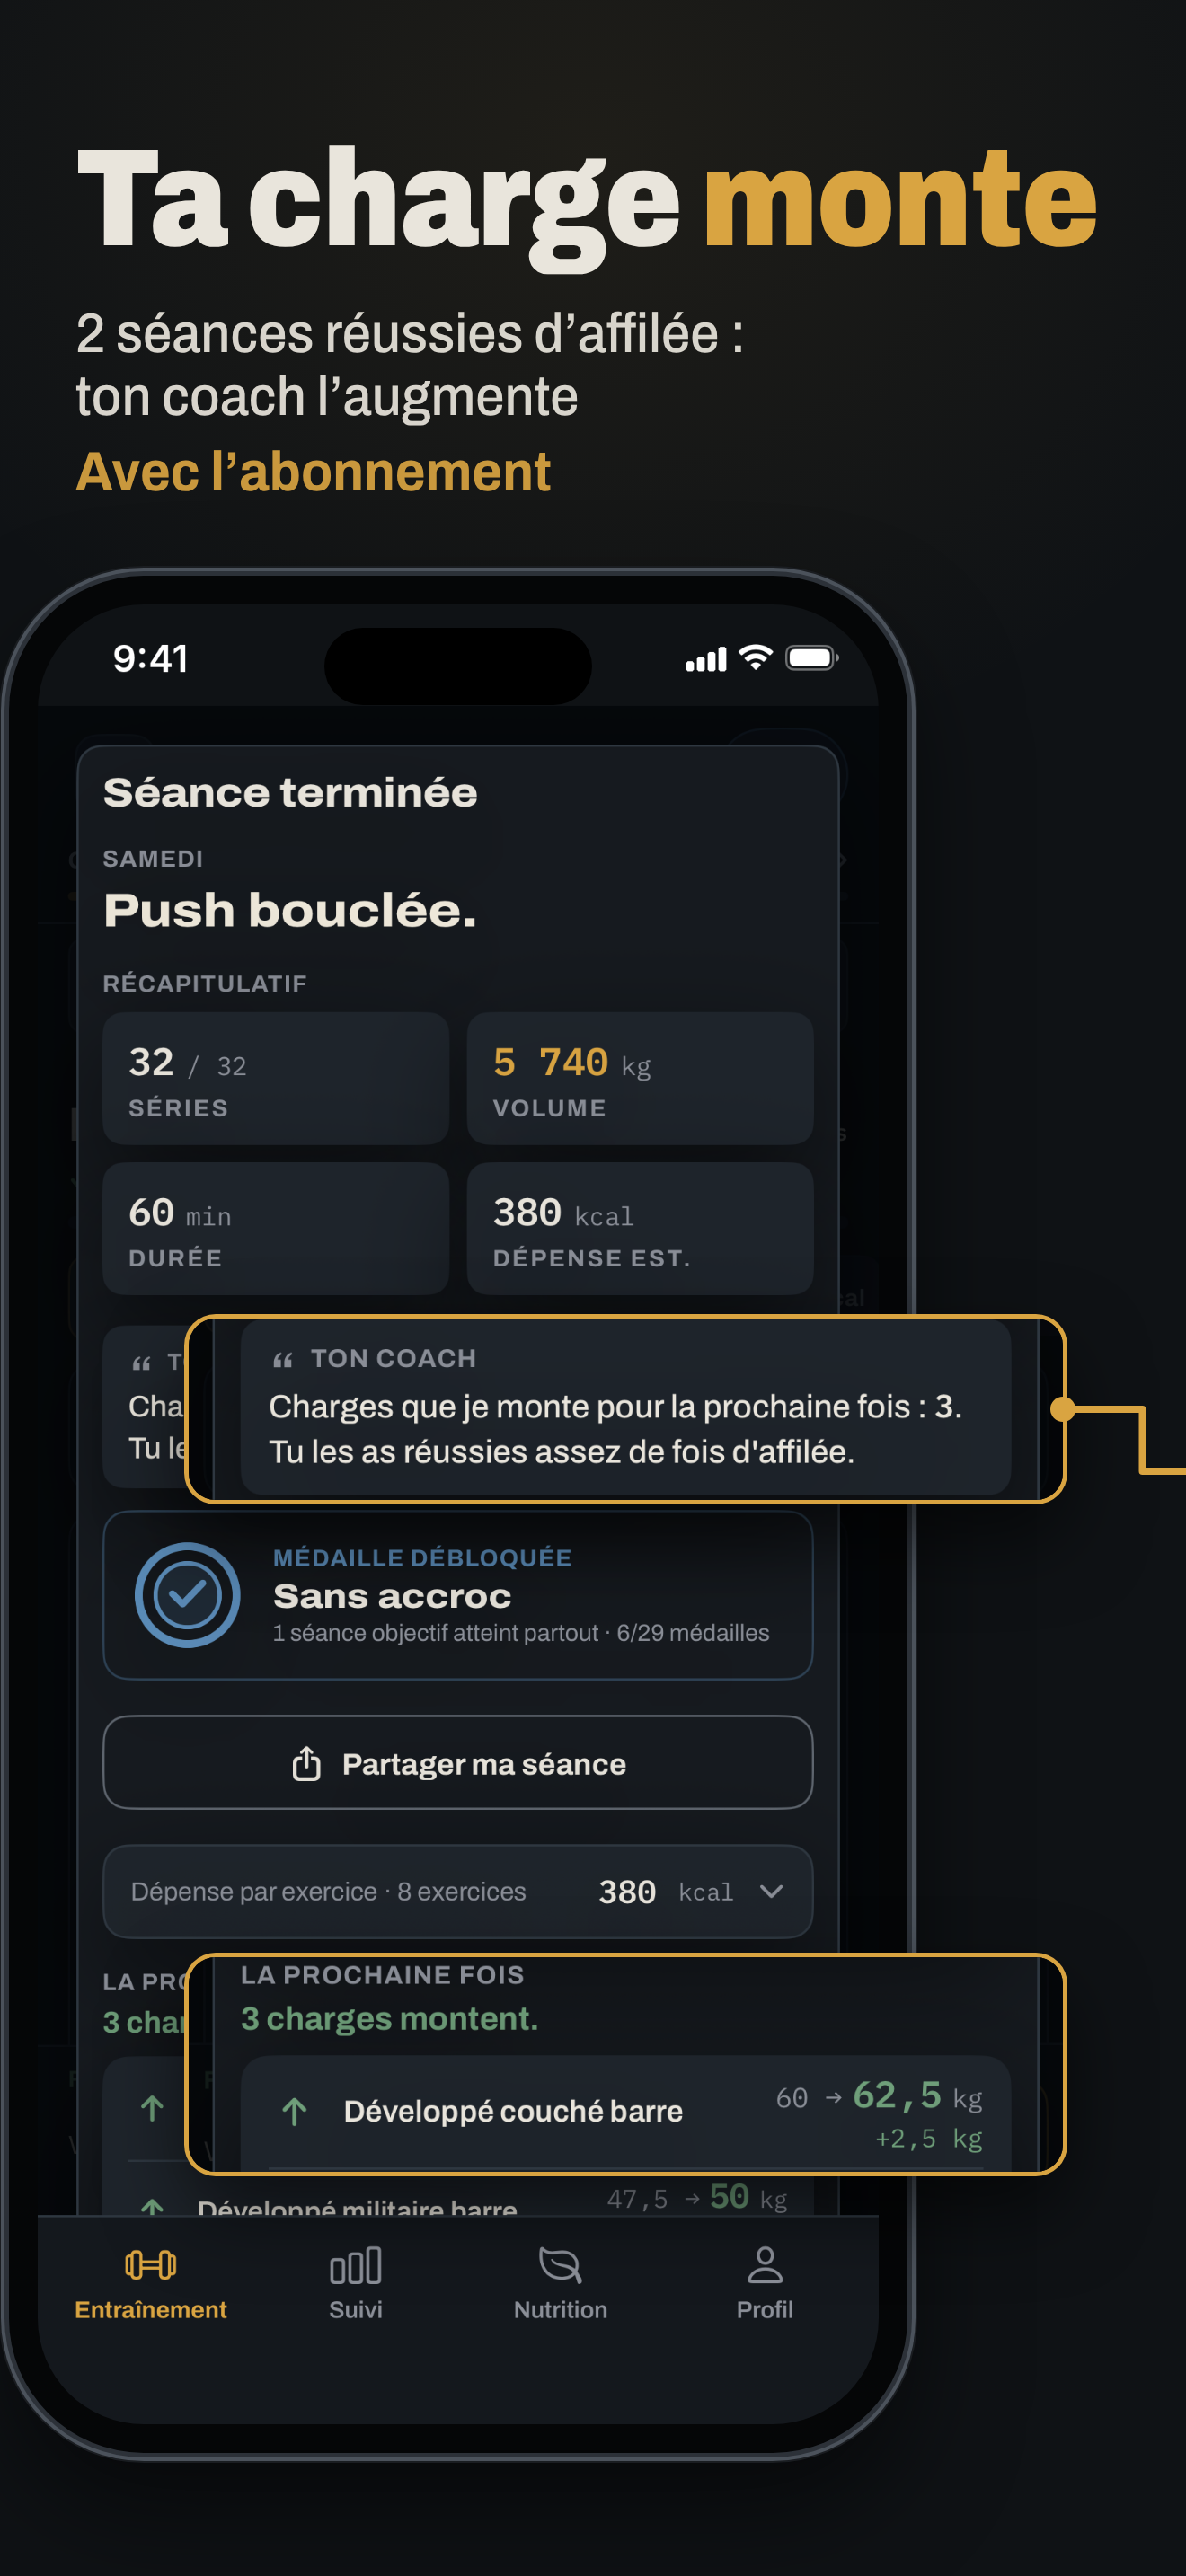 Ta charge monte
2 séances réussies d’affilée :
ton coach l’augmente
Avec l’abonnement
9:41
Séance terminée
SAMEDI
Push bouclée.
RÉCAPITULATIF
32 / 32
SÉRIES
5 740 kg
VOLUME
60 min
DURÉE
380 kcal
DÉPENSE EST.
“ TON COACH
Charges que je monte pour la prochaine fois : 3.
Tu les as réussies assez de fois d'affilée.
MÉDAILLE DÉBLOQUÉE
Sans accroc
1 séance objectif atteint partout · 6/29 médailles
Partager ma séance
Dépense par exercice · 8 exercices 380 kcal
LA PROCHAINE FOIS
3 charges montent.
↑ Développé couché barre 60 → 62,5 kg
+2,5 kg
↑ Développé militaire barre 47,5 → 50 kg
Entraînement
Suivi
Nutrition
Profil